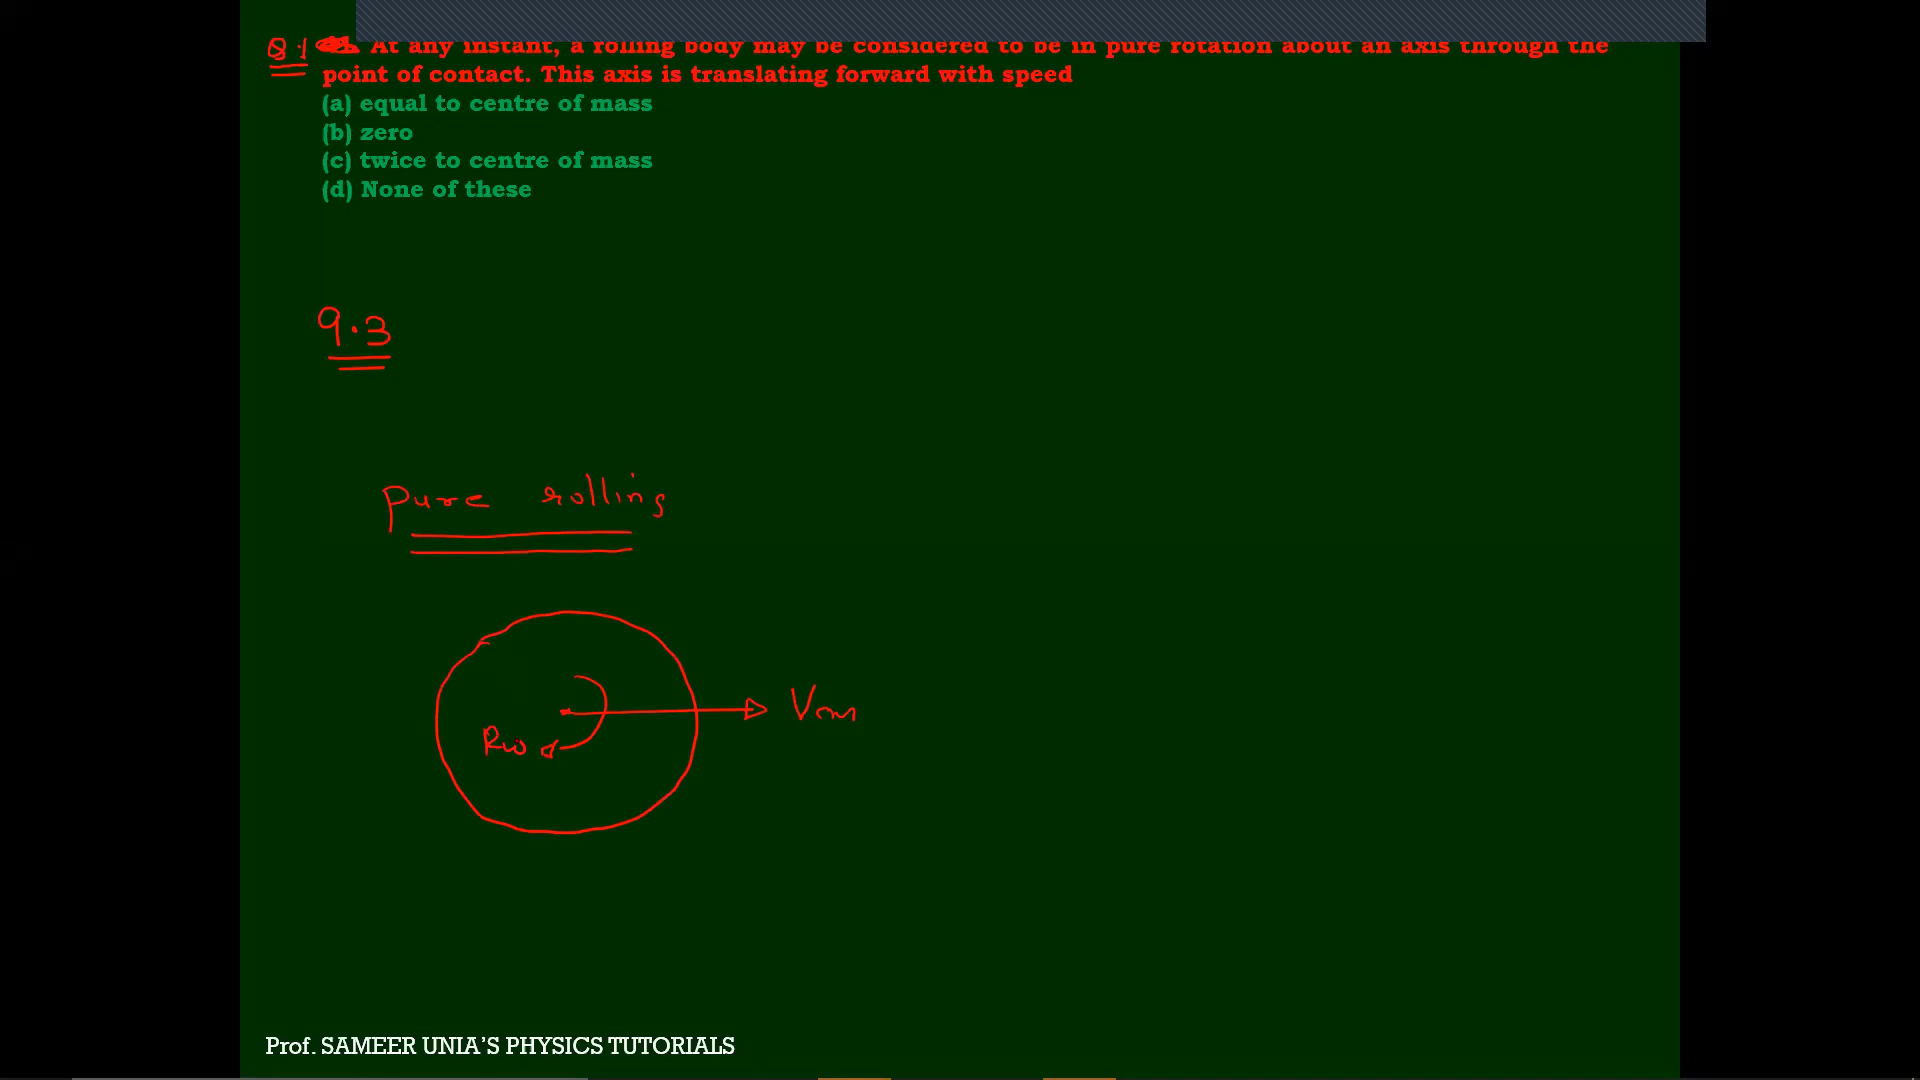 Q.1 At any instant, a rolling body may be considered to be in pure rotation about an axis through the
point of contact. This axis is translating forward with speed
(a) equal to centre of mass
(b) zero
(c) twice to centre of mass
(d) None of these
9.3
Pure rolling
Vcm
Rω
Prof. SAMEER UNIA’S PHYSICS TUTORIALS